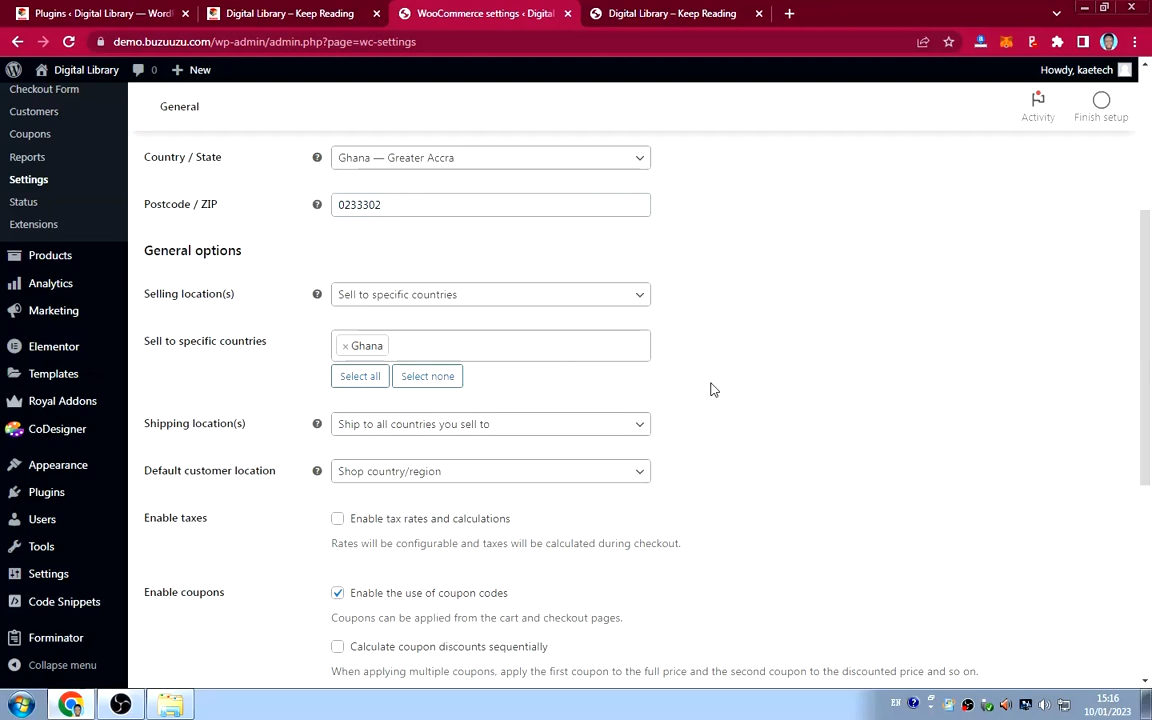 Plugins ‹ Digital Library — Word
Digital Library – Keep Reading
WooCommerce settings ‹ Digital
Digital Library – Keep Reading
demo.buzuuzu.com/wp-admin/admin.php?page=wc-settings
Digital Library
0
New
Howdy, kaetech
Checkout Form
Customers
Coupons
Reports
Settings
Status
Extensions
Products
Analytics
Marketing
Elementor
Templates
Royal Addons
CoDesigner
Appearance
Plugins
Users
Tools
Settings
Code Snippets
Forminator
Collapse menu
General
Activity
Finish setup
Country / State
Ghana — Greater Accra
Postcode / ZIP
0233302
General options
Selling location(s)
Sell to specific countries
Sell to specific countries
× Ghana
Select all
Select none
Shipping location(s)
Ship to all countries you sell to
Default customer location
Shop country/region
Enable taxes
Enable tax rates and calculations
Rates will be configurable and taxes will be calculated during checkout.
Enable coupons
Enable the use of coupon codes
Coupons can be applied from the cart and checkout pages.
Calculate coupon discounts sequentially
When applying multiple coupons, apply the first coupon to the full price and the second coupon to the discounted price and so on.
EN
15:16
10/01/2023